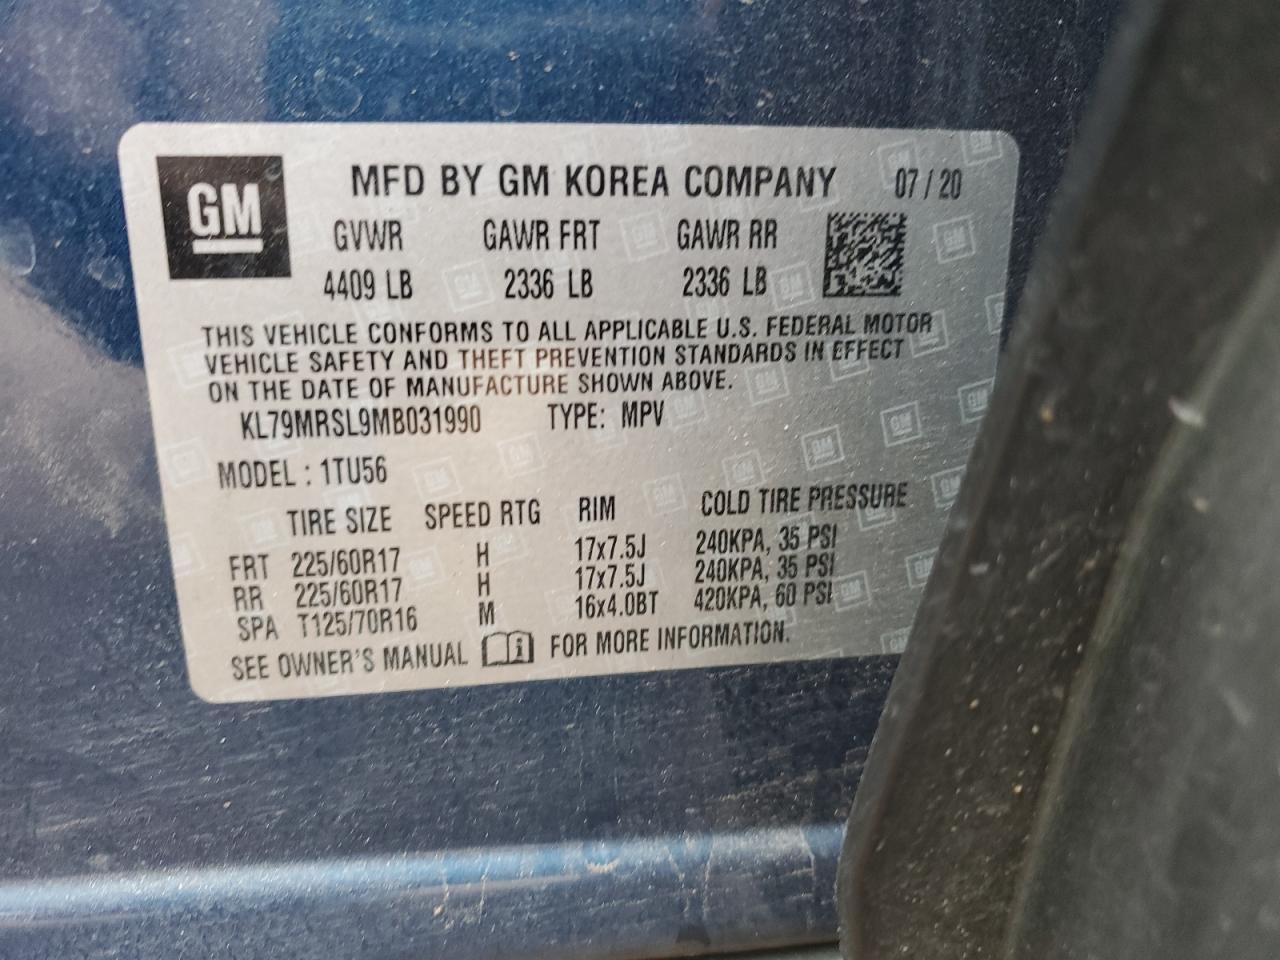 GM
MFD BY GM KOREA COMPANY 07/20
GVWR GAWR FRT GAWR RR
4409 LB 2336 LB 2336 LB
THIS VEHICLE CONFORMS TO ALL APPLICABLE U.S. FEDERAL MOTOR
VEHICLE SAFETY AND THEFT PREVENTION STANDARDS IN EFFECT
ON THE DATE OF MANUFACTURE SHOWN ABOVE.
KL79MRSL9MB031990 TYPE: MPV
MODEL : 1TU56
TIRE SIZE SPEED RTG RIM COLD TIRE PRESSURE
FRT 225/60R17 H 17x7.5J 240KPA, 35 PSI
RR 225/60R17 H 17x7.5J 240KPA, 35 PSI
SPA T125/70R16 M 16x4.0BT 420KPA, 60 PSI
SEE OWNER'S MANUAL i FOR MORE INFORMATION.